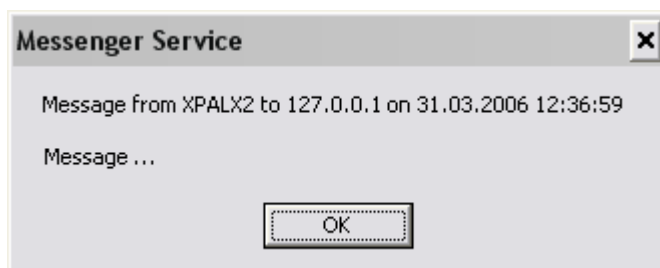 Messenger Service
Message from XPALX2 to 127.0.0.1 on 31.03.2006 12:36:59
Message ...
OK